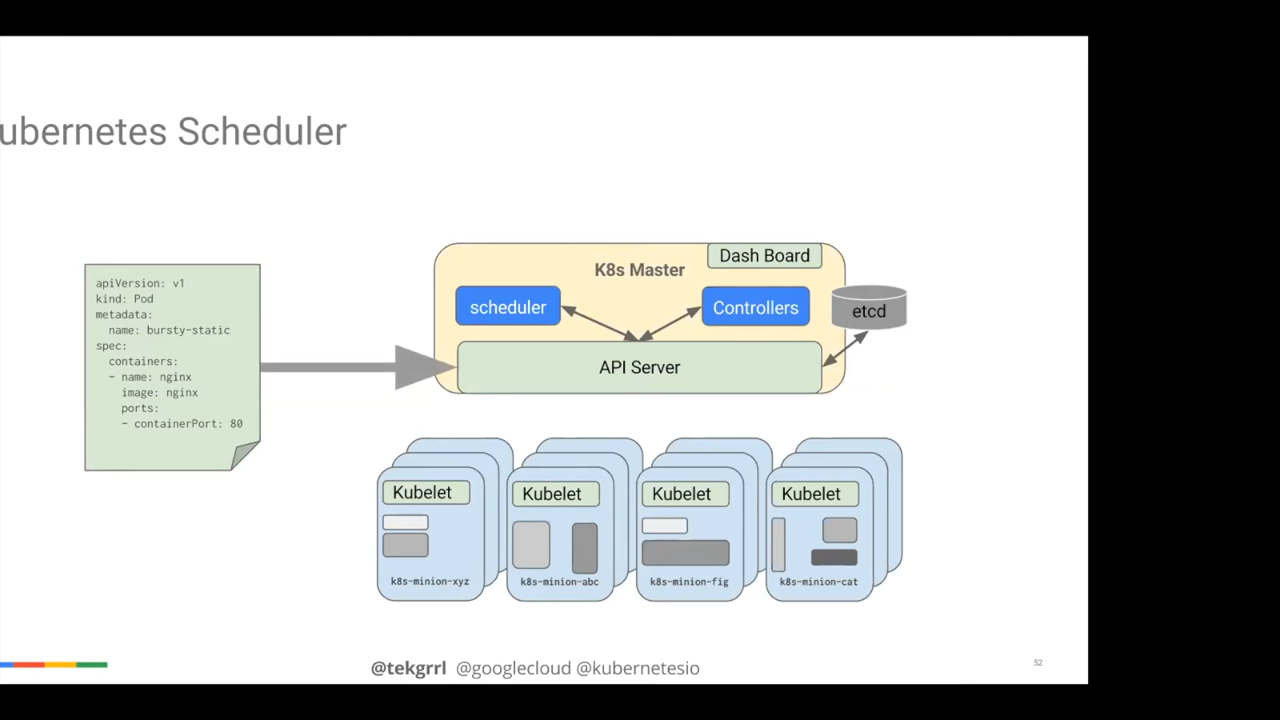 ubernetes Scheduler
apiVersion: v1
kind: Pod
metadata:
  name: bursty-static
spec:
  containers:
  - name: nginx
    image: nginx
    ports:
    - containerPort: 80
Dash Board
K8s Master
scheduler
Controllers
etcd
API Server
Kubelet
k8s-minion-xyz
Kubelet
k8s-minion-abc
Kubelet
k8s-minion-fig
Kubelet
k8s-minion-cat
@tekgrrl @googlecloud @kubernetesio
52